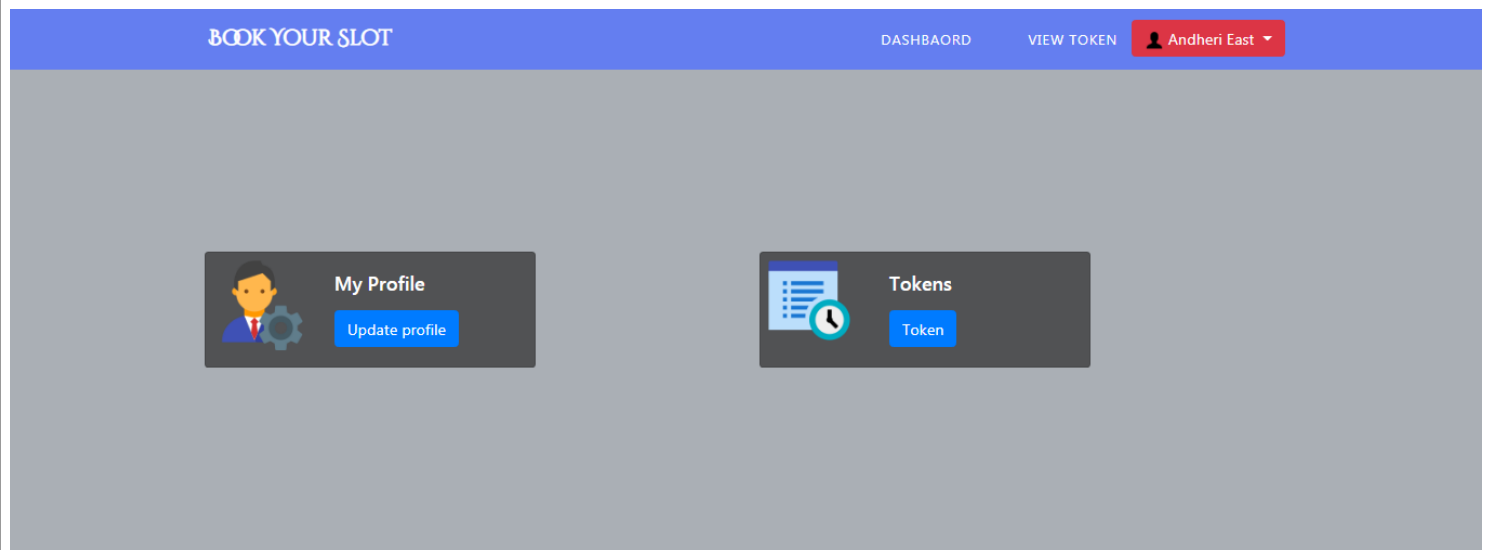 BOOK YOUR SLOT
DASHBAORD
VIEW TOKEN
Andheri East
My Profile
Update profile
Tokens
Token